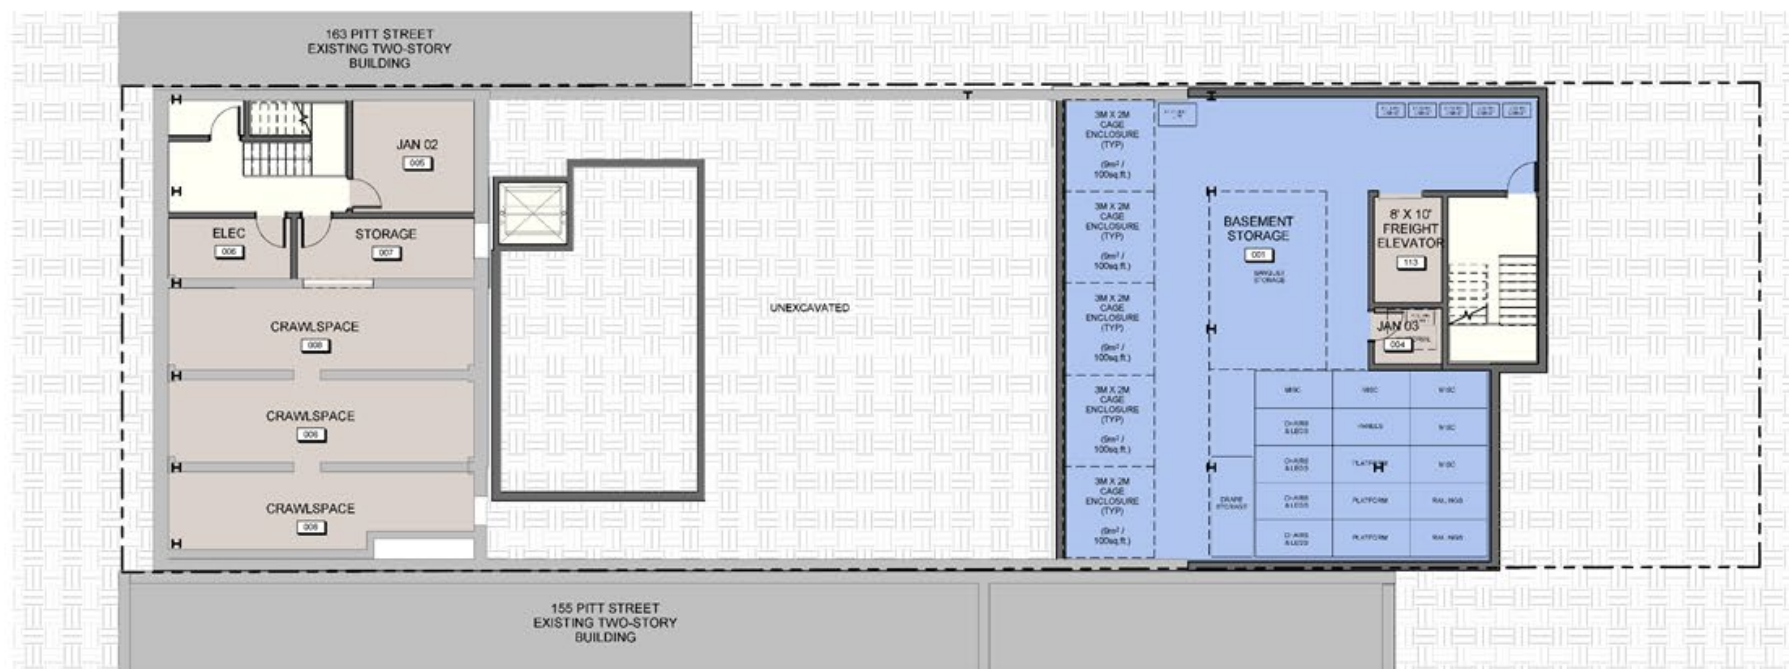 163 PITT STREET
EXISTING TWO-STORY
BUILDING
JAN 02
005
ELEC
006
STORAGE
007
CRAWLSPACE
008
CRAWLSPACE
CRAWLSPACE
UNEXCAVATED
3M X 2M
CAGE
ENCLOSURE
(TYP)
(9m² /
100sq.ft.)
3M X 2M
CAGE
ENCLOSURE
(TYP)
(9m² /
100sq.ft.)
3M X 2M
CAGE
ENCLOSURE
(TYP)
(9m² /
100sq.ft.)
3M X 2M
CAGE
ENCLOSURE
(TYP)
(9m² /
100sq.ft.)
3M X 2M
CAGE
ENCLOSURE
(TYP)
(9m² /
100sq.ft.)
BASEMENT
STORAGE
001
STORAGE
8' X 10'
FREIGHT
ELEVATOR
113
JAN 03
004
MISC
MISC
MISC
CHAIRS
& LEGS
PANELS
MISC
CHAIRS
& LEGS
PLATFORM
MISC
DRAPE
STORAGE
CHAIRS
& LEGS
PLATFORM
RAILINGS
CHAIRS
& LEGS
PLATFORM
RAILINGS
155 PITT STREET
EXISTING TWO-STORY
BUILDING